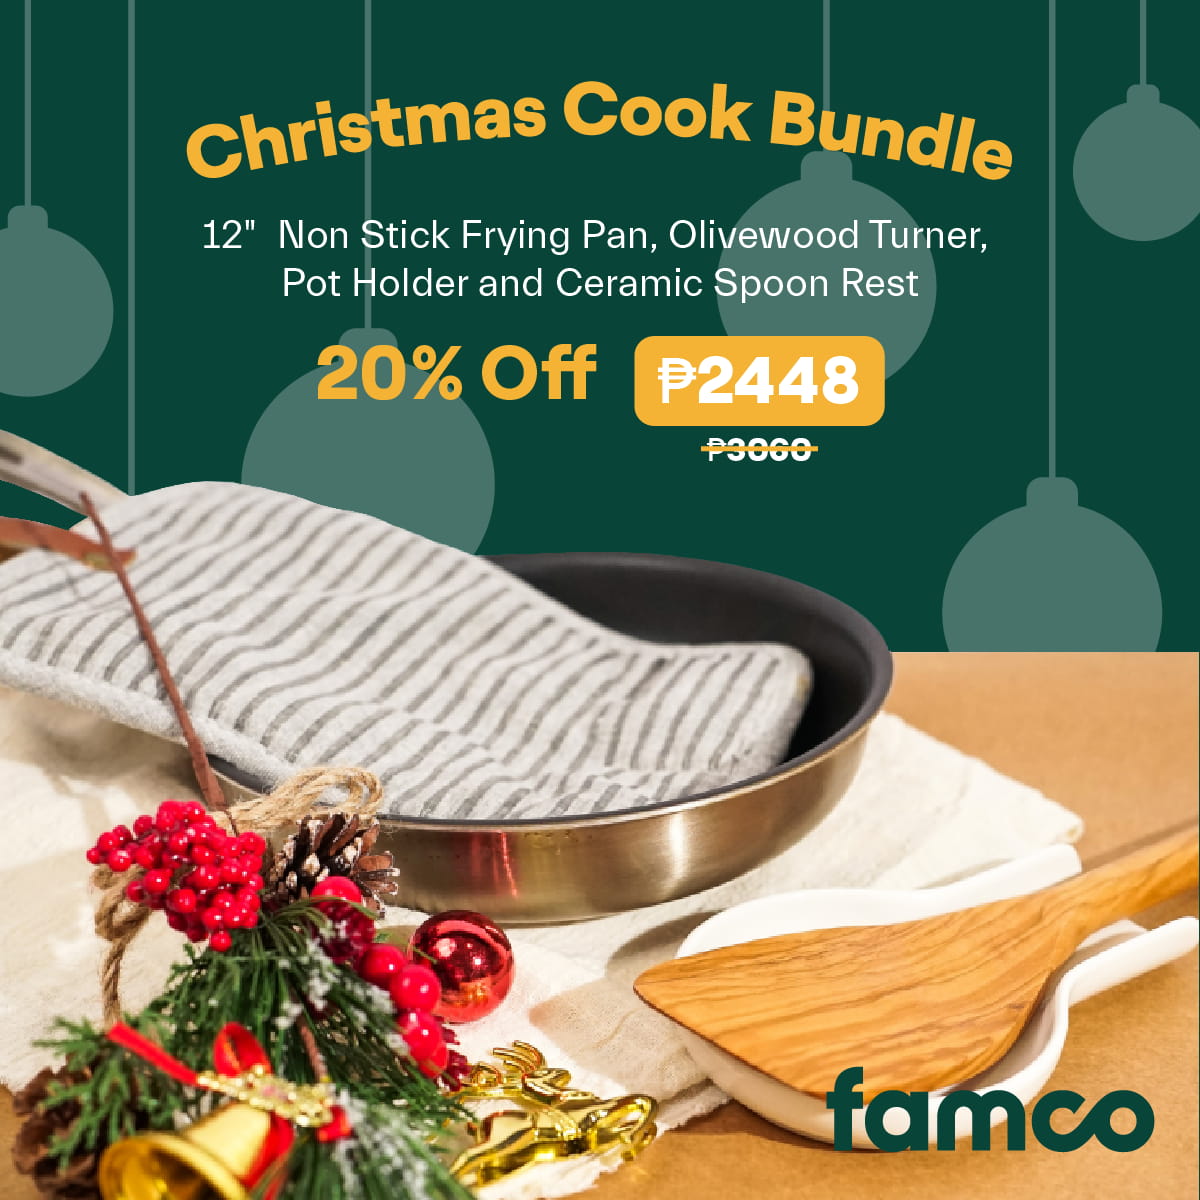 Christmas Cook Bundle
12" Non Stick Frying Pan, Olivewood Turner,
Pot Holder and Ceramic Spoon Rest
20% Off ₱2448
₱3060
famco